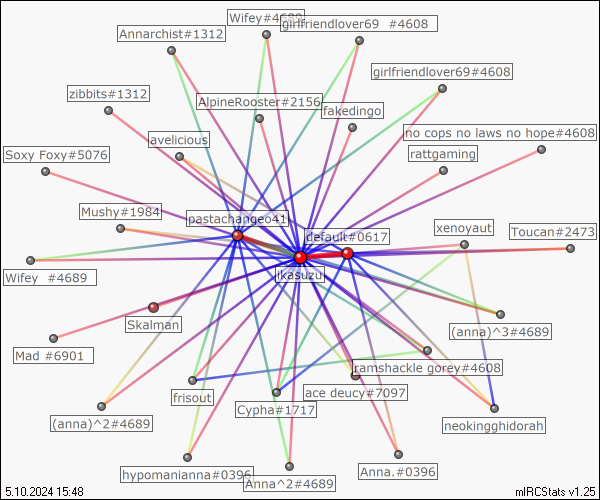 Wifey#4689
girlfriendlover69  #4608
Annarchist#1312
girlfriendlover69#4608
zibbits#1312
AlpineRooster#2156
fakedingo
no cops no laws no hope#4608
avelicious
Soxy Foxy#5076
rattgaming
Mushy#1984
pastachangeo41
xenoyaut
Toucan#2473
default#0617
Wifey  #4689
ikasuzu
Skalman
(anna)^3#4689
Mad #6901
ramshackle gorey#4608
frisout
ace deucy#7097
Cypha#1717
(anna)^2#4689
neokingghidorah
hypomanianna#0396
Anna.#0396
Anna^2#4689
5.10.2024 15:48
mIRCStats v1.25